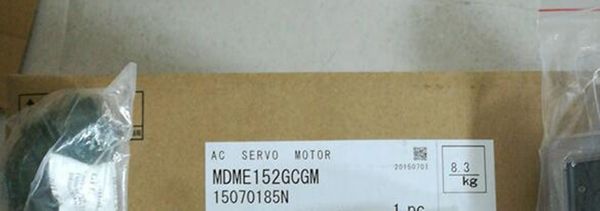 AC SERVO MOTOR
20150701
8.3
kg
MDME152GCGM
15070185N
1 pc